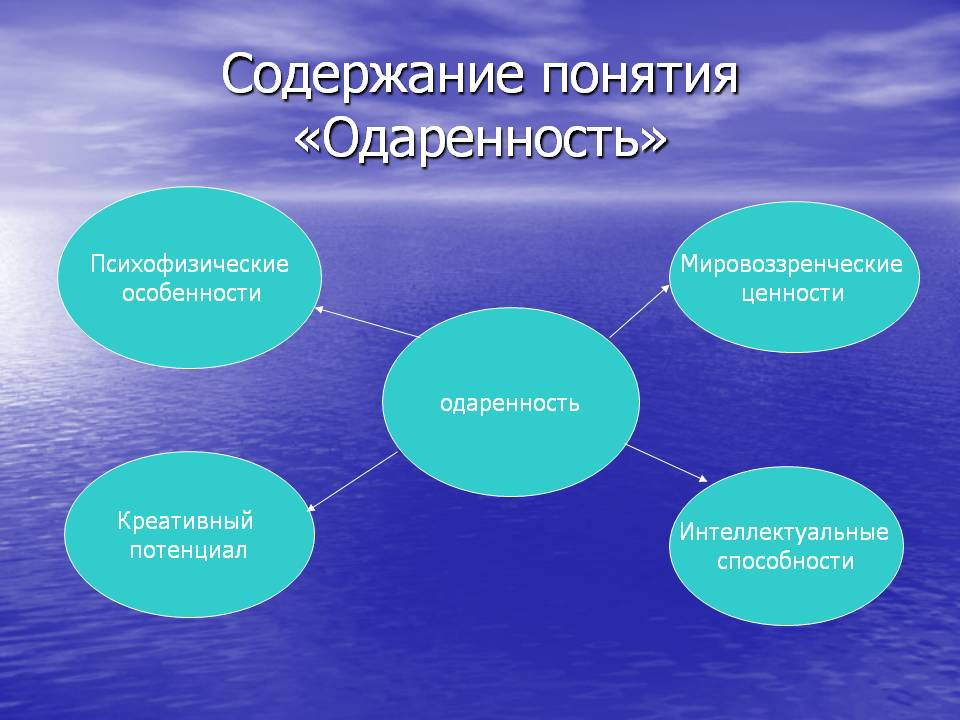 Содержание понятия
«Одаренность»
Психофизические
особенности
Мировоззренческие
ценности
одаренность
Креативный
потенциал
Интеллектуальные
способности